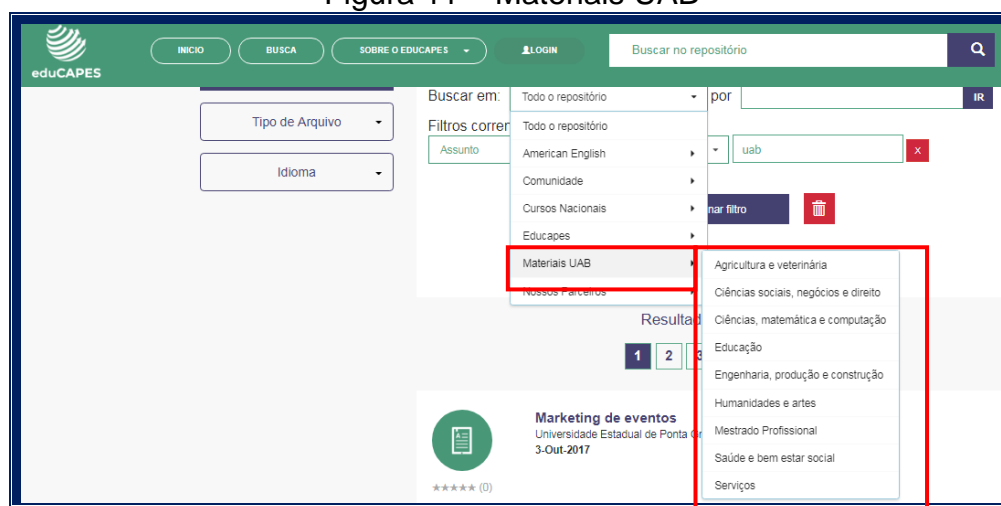 Figura 44 – Materiais UAB
eduCAPES
INICIO
BUSCA
SOBRE O EDUCAPES
LOGIN
Buscar no repositório
Buscar em:
Todo o repositório
por
IR
Tipo de Arquivo
Idioma
Filtros corren
Assunto
uab
X
Todo o repositório
American English
Comunidade
Cursos Nacionais
Educapes
Materiais UAB
Nossos Parceiros
nar filtro
Agricultura e veterinária
Ciências sociais, negócios e direito
Ciências, matemática e computação
Educação
Engenharia, produção e construção
Humanidades e artes
Mestrado Profissional
Saúde e bem estar social
Serviços
Resultad
1 2 3
Marketing de eventos
Universidade Estadual de Ponta Gr
3-Out-2017
(0)